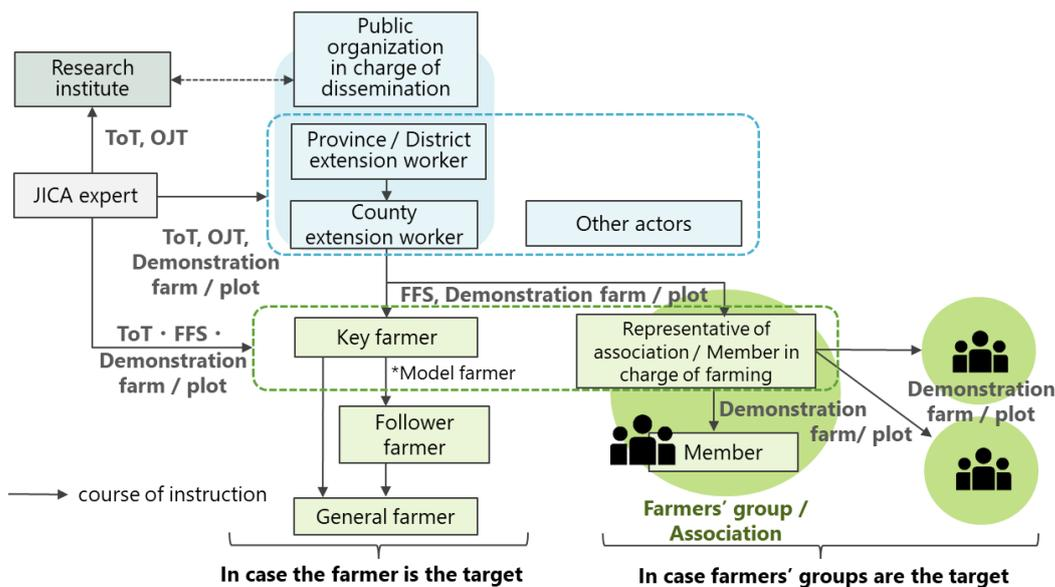 Public
organization
in charge of
dissemination
Research
institute
ToT, OJT
Province / District
extension worker
JICA expert
County
extension worker
Other actors
ToT, OJT,
Demonstration
farm / plot
FFS, Demonstration farm / plot
ToT・FFS・
Demonstration
farm / plot
Key farmer
*Model farmer
Representative of
association / Member in
charge of farming
Demonstration
farm / plot
Demonstration
farm/ plot
Follower
farmer
Member
course of instruction
General farmer
Farmers’ group /
Association
In case the farmer is the target
In case farmers’ groups are the target